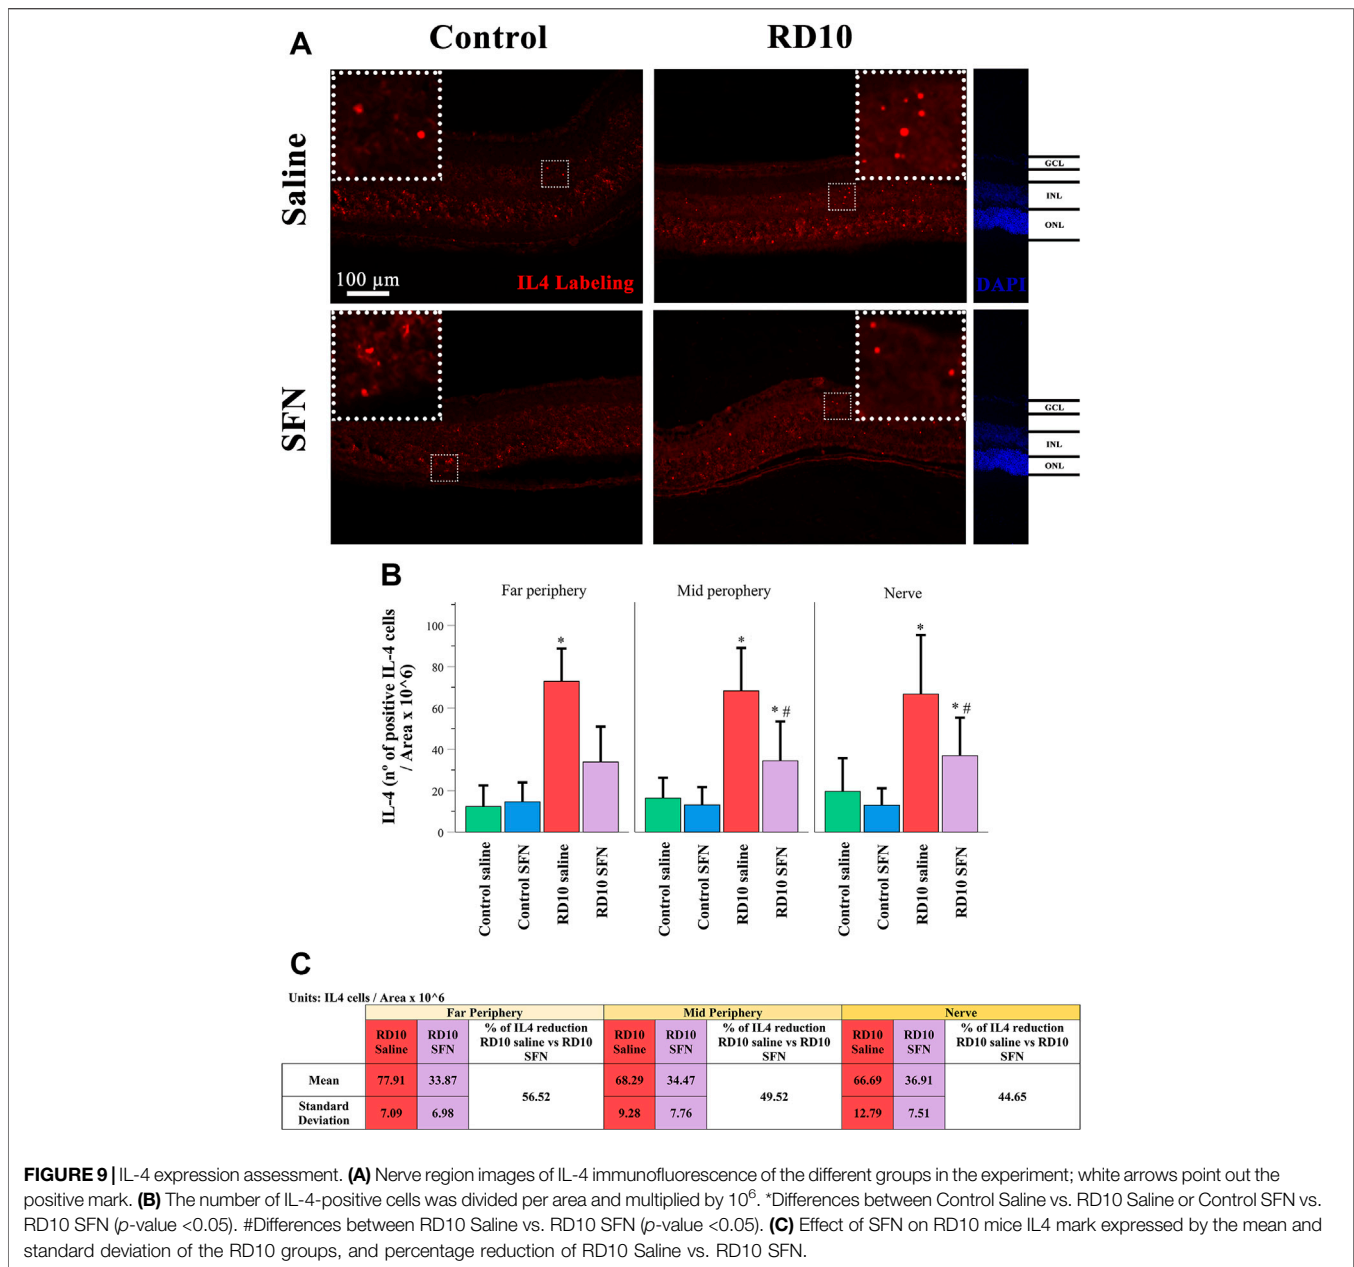 A
Control
RD10
Saline
GCL
INL
ONL
100 µm
IL4 Labeling
DAPI
SFN
GCL
INL
ONL
B
Far periphery
Mid perophery
Nerve
IL-4 (nº of positive IL-4 cells
/ Area x 10^6)
100
80
60
40
20
0
*
*
* #
*
* #
Control saline
Control SFN
RD10 saline
RD10 SFN
Control saline
Control SFN
RD10 saline
RD10 SFN
Control saline
Control SFN
RD10 saline
RD10 SFN
C
Units: IL4 cells / Area x 10^6
Far Periphery Mid Periphery Nerve
RD10 Saline RD10 SFN % of IL4 reduction RD10 saline vs RD10 SFN RD10 Saline RD10 SFN % of IL4 reduction RD10 saline vs RD10 SFN RD10 Saline RD10 SFN % of IL4 reduction RD10 saline vs RD10 SFN
Mean 77.91 33.87 56.52 68.29 34.47 49.52 66.69 36.91 44.65
Standard Deviation 7.09 6.98 9.28 7.76 12.79 7.51
FIGURE 9 | IL-4 expression assessment. (A) Nerve region images of IL-4 immunofluorescence of the different groups in the experiment; white arrows point out the
positive mark. (B) The number of IL-4-positive cells was divided per area and multiplied by 10⁶. *Differences between Control Saline vs. RD10 Saline or Control SFN vs.
RD10 SFN (p-value <0.05). #Differences between RD10 Saline vs. RD10 SFN (p-value <0.05). (C) Effect of SFN on RD10 mice IL4 mark expressed by the mean and
standard deviation of the RD10 groups, and percentage reduction of RD10 Saline vs. RD10 SFN.